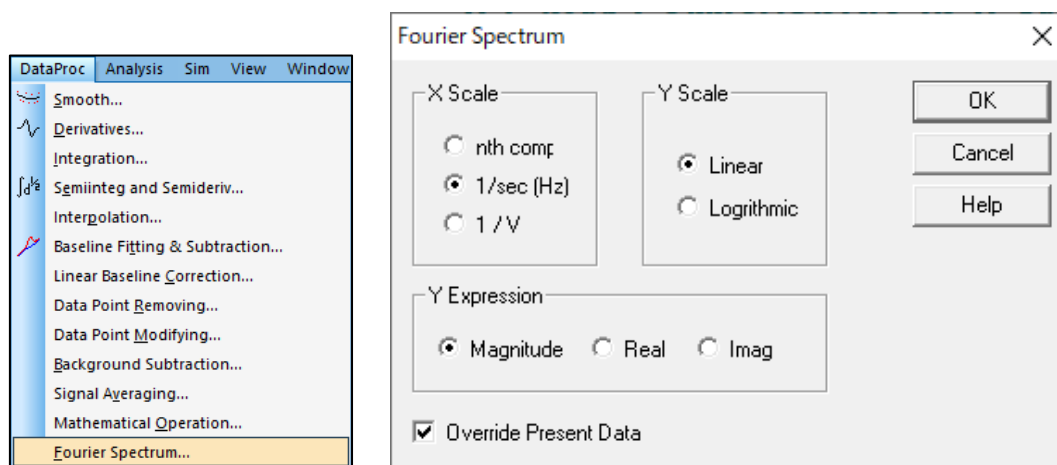 DataProc Analysis Sim View Window
Smooth...
Derivatives...
Integration...
Semiinteg and Semideriv...
Interpolation...
Baseline Fitting & Subtraction...
Linear Baseline Correction...
Data Point Removing...
Data Point Modifying...
Background Subtraction...
Signal Averaging...
Mathematical Operation...
Fourier Spectrum...
Fourier Spectrum
X Scale
nth comp
1/sec (Hz)
1 / V
Y Scale
Linear
Logrithmic
OK
Cancel
Help
Y Expression
Magnitude Real Imag
Override Present Data